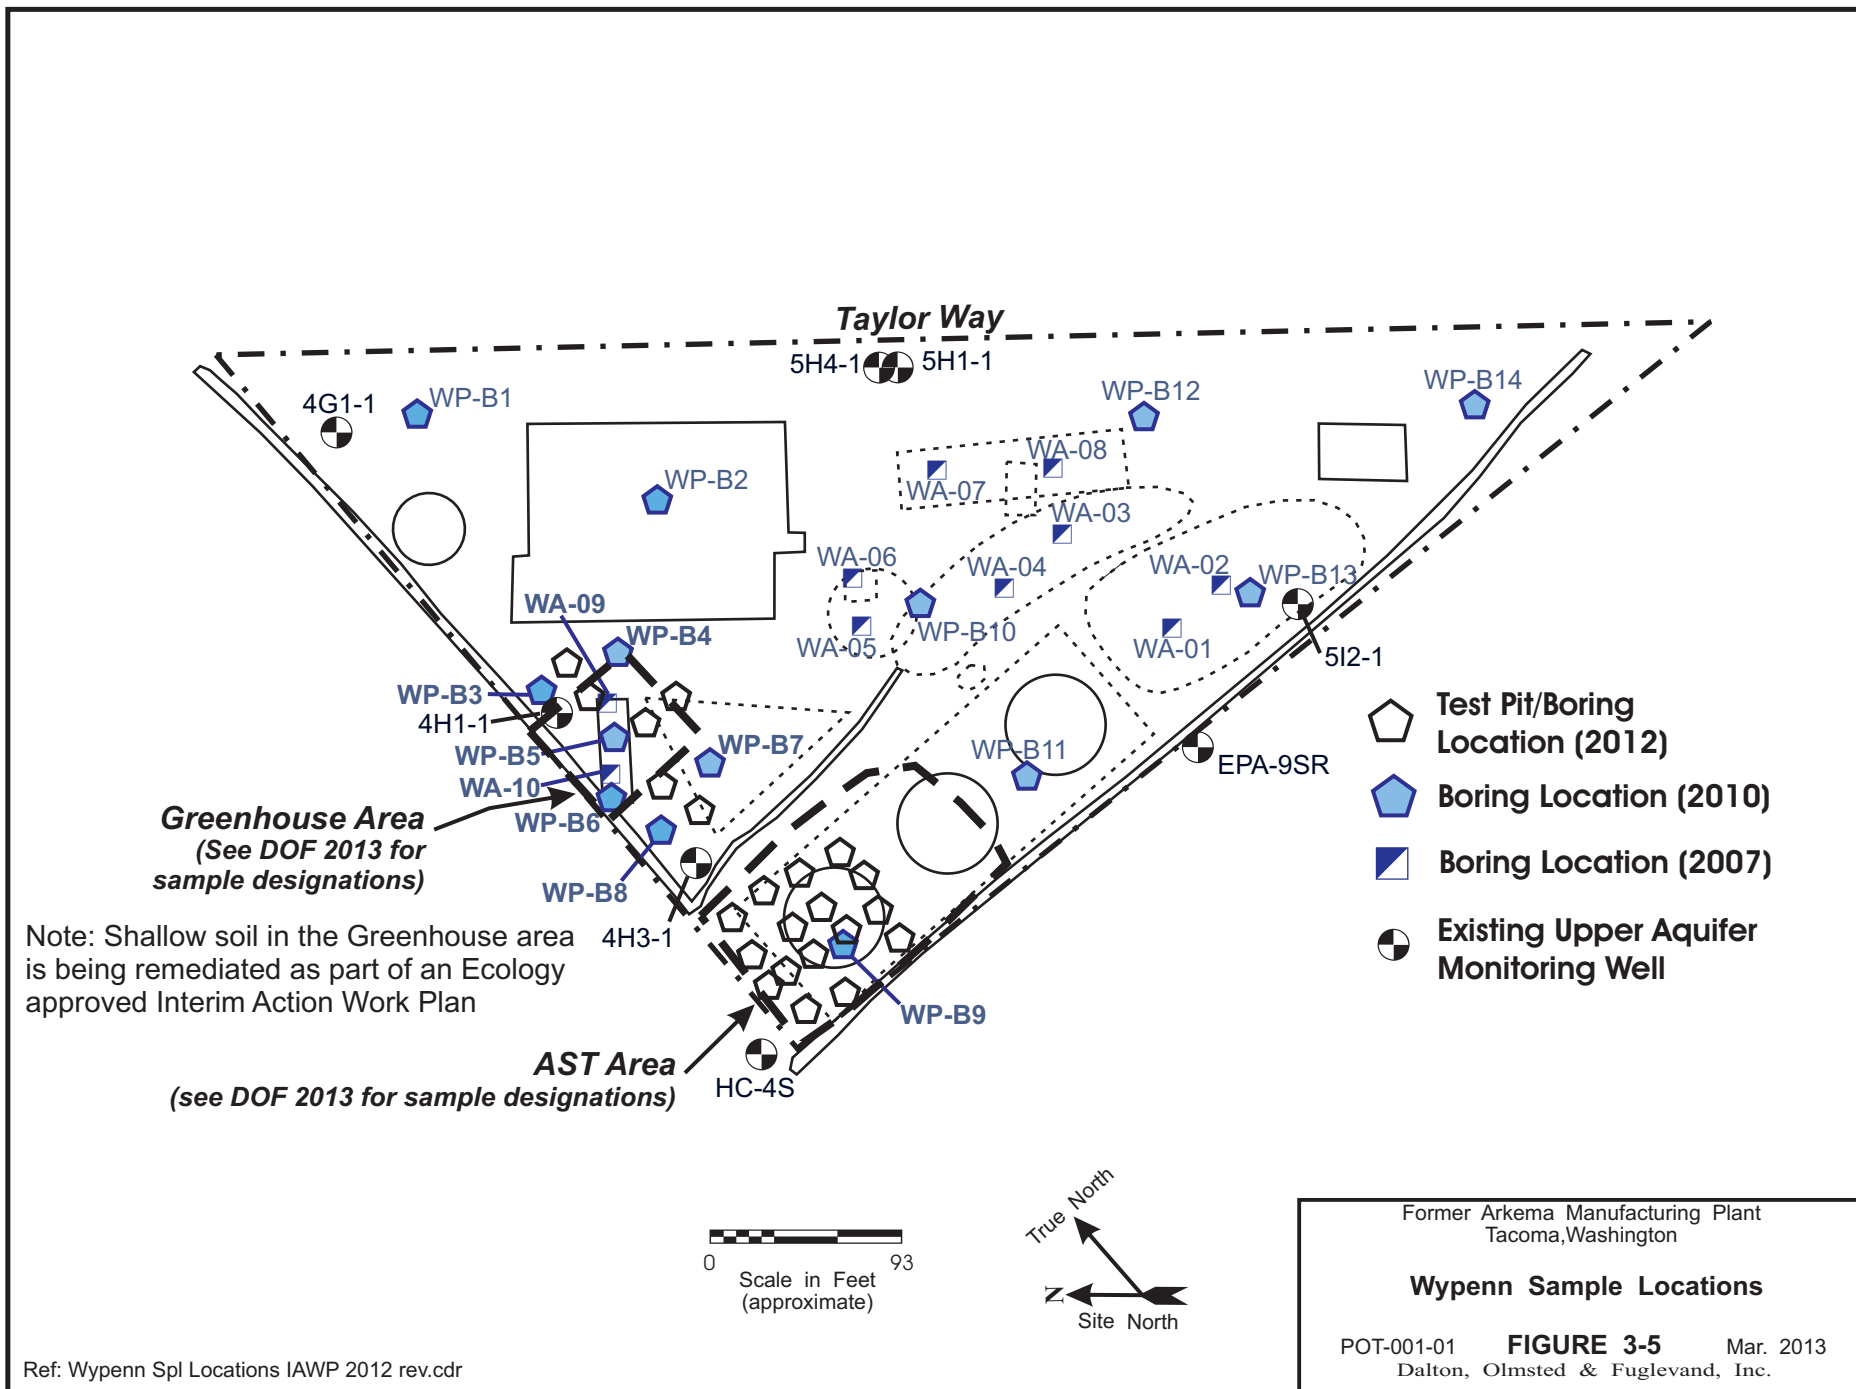 Taylor Way
5H4-1
5H1-1
4G1-1
WP-B1
WP-B12
WP-B14
WP-B2
WA-08
WA-07
WA-03
WA-06
WA-04
WA-02
WP-B13
WA-09
WP-B10
WA-05
WP-B4
WA-01
5I2-1
WP-B3
4H1-1
WP-B5
WP-B7
WP-B11
EPA-9SR
WA-10
WP-B6
Greenhouse Area
(See DOF 2013 for
sample designations)
WP-B8
4H3-1
Note: Shallow soil in the Greenhouse area
is being remediated as part of an Ecology
approved Interim Action Work Plan
WP-B9
AST Area
(see DOF 2013 for sample designations)
HC-4S
Test Pit/Boring
Location (2012)
Boring Location (2010)
Boring Location (2007)
Existing Upper Aquifer
Monitoring Well
0 93
Scale in Feet
(approximate)
True North
N
Site North
Former Arkema Manufacturing Plant
Tacoma,Washington
Wypenn Sample Locations
POT-001-01 FIGURE 3-5 Mar. 2013
Dalton, Olmsted & Fuglevand, Inc.
Ref: Wypenn Spl Locations IAWP 2012 rev.cdr